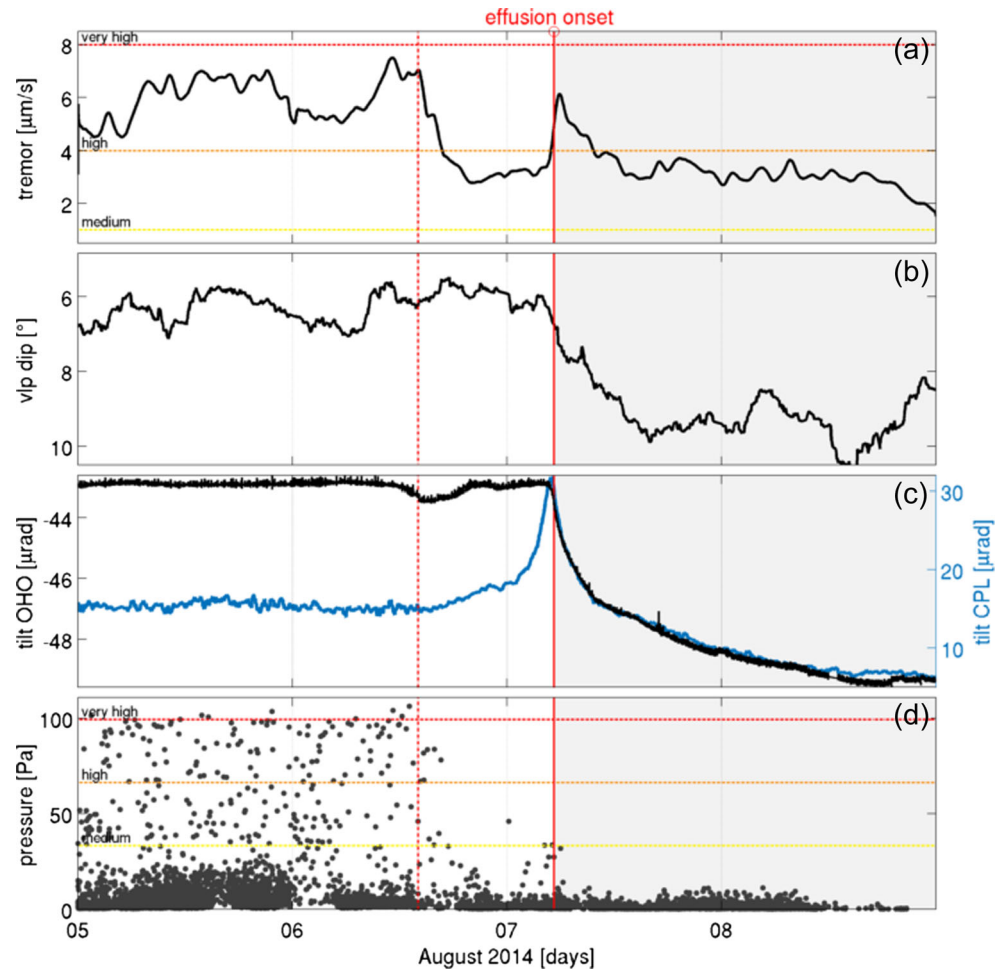 effusion onset
(a)
very high
8
6
high
4
2
medium
tremor [μm/s]
(b)
6
8
10
vlp dip [°]
(c)
-44
-46
-48
tilt OHO [μrad]
30
20
10
tilt CPL [μrad]
(d)
very high
100
high
50
medium
0
pressure [Pa]
05 06 07 08
August 2014 [days]